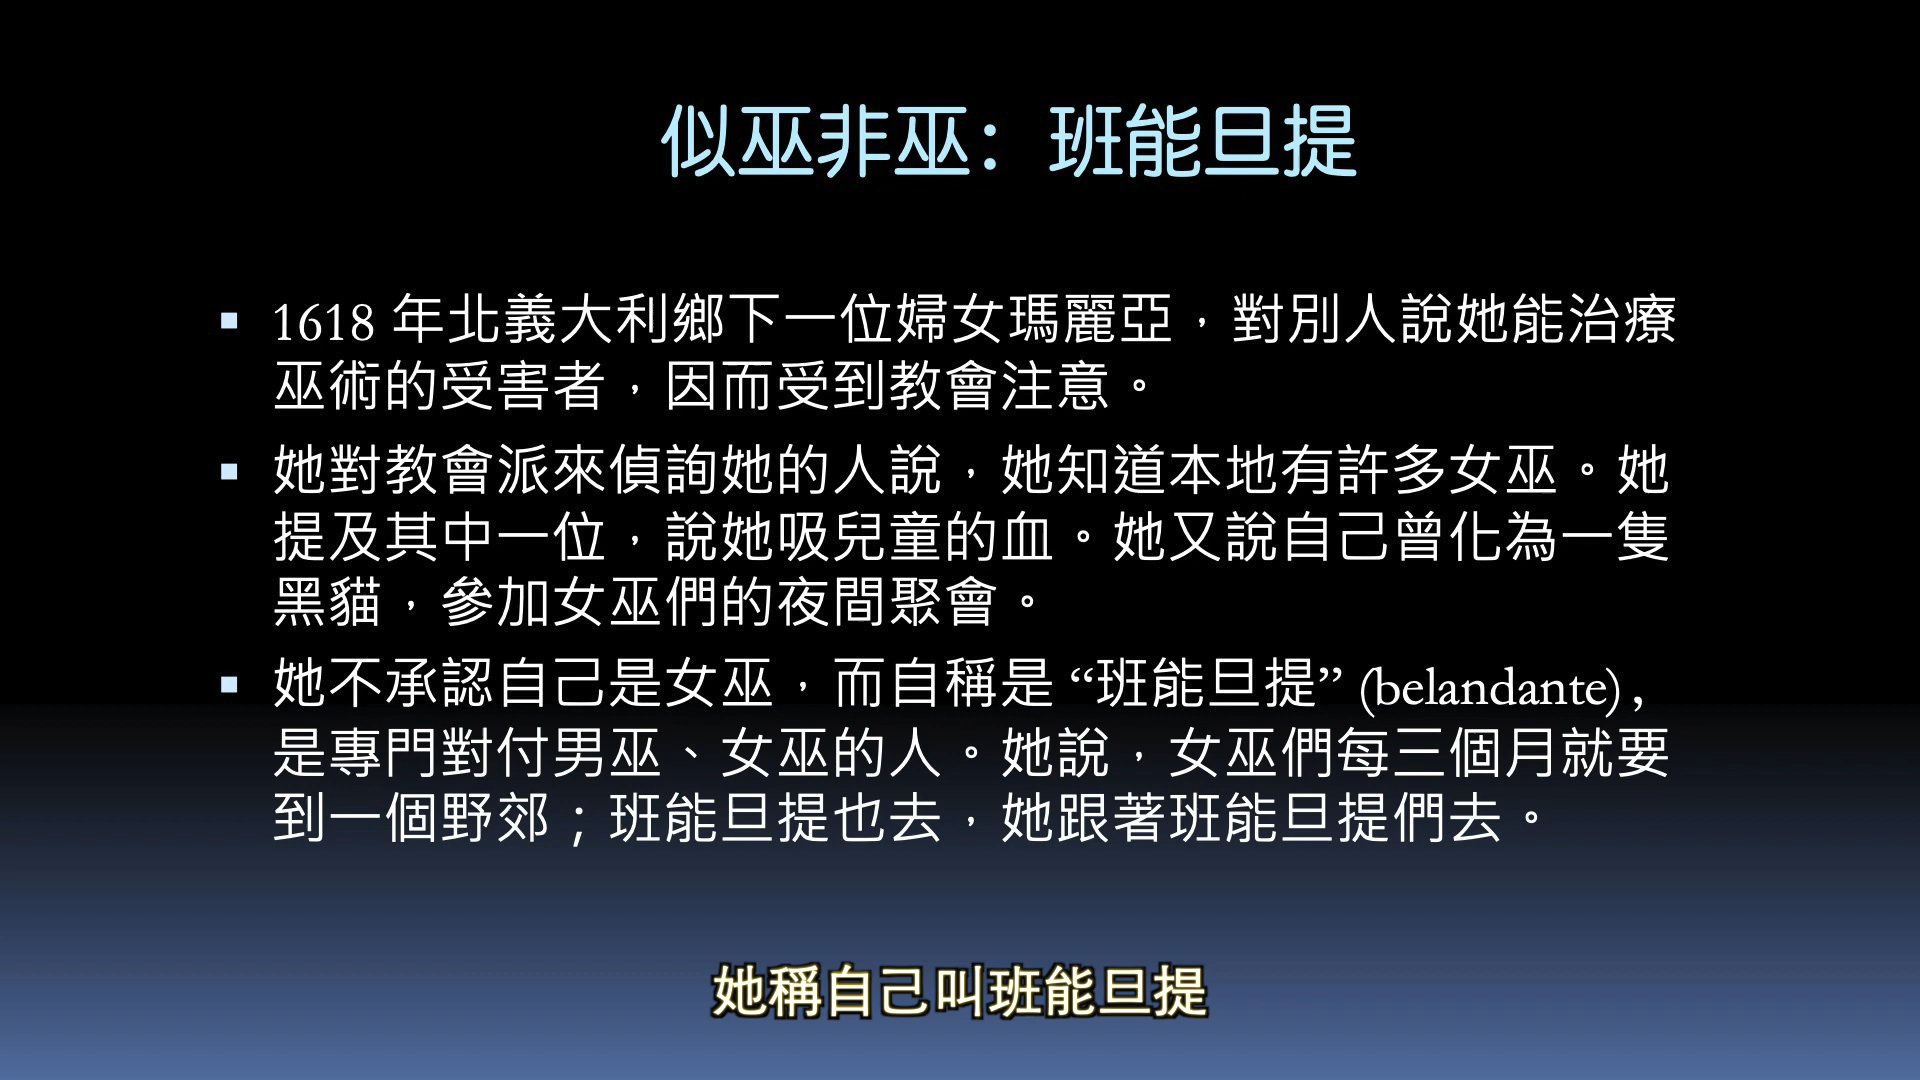 似巫非巫：班能旦提
▪ 1618 年北義大利鄉下一位婦女瑪麗亞，對別人說她能治療
巫術的受害者，因而受到教會注意。
▪ 她對教會派來偵詢她的人說，她知道本地有許多女巫。她
提及其中一位，說她吸兒童的血。她又說自己曾化為一隻
黑貓，參加女巫們的夜間聚會。
▪ 她不承認自己是女巫，而自稱是 “班能旦提” (belandante) ,
是專門對付男巫、女巫的人。她說，女巫們每三個月就要
到一個野郊；班能旦提也去，她跟著班能旦提們去。
她稱自己叫班能旦提